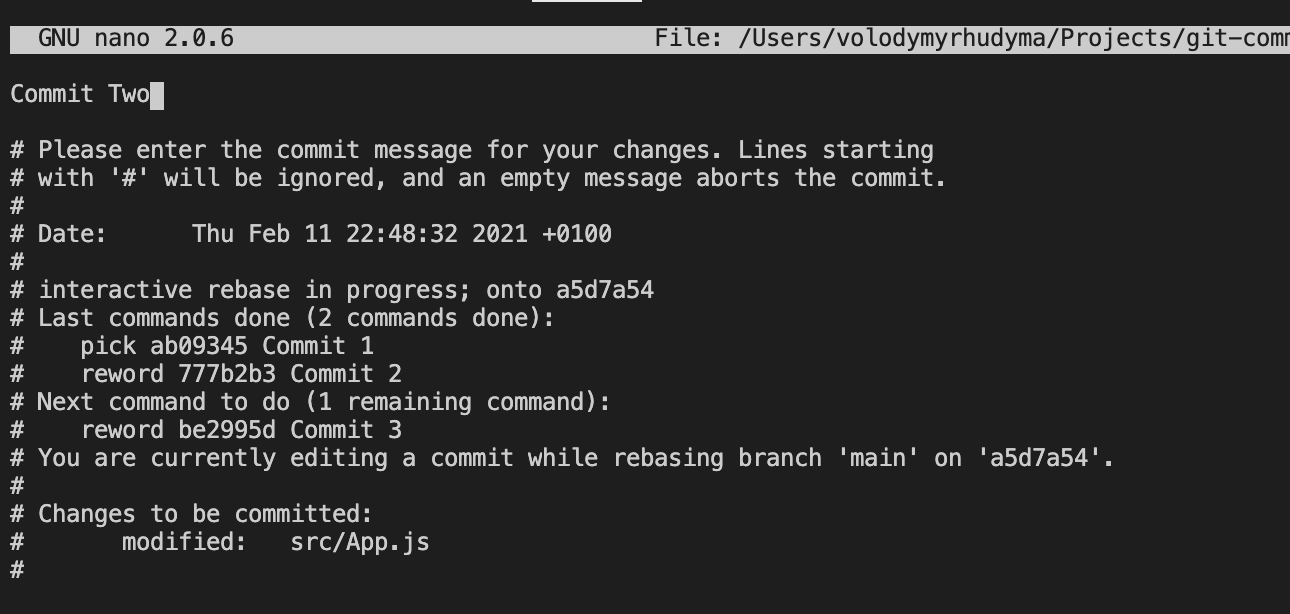 GNU nano 2.0.6 File: /Users/volodymyrhudyma/Projects/git-comm
Commit Two
# Please enter the commit message for your changes. Lines starting
# with '#' will be ignored, and an empty message aborts the commit.
#
# Date: Thu Feb 11 22:48:32 2021 +0100
#
# interactive rebase in progress; onto a5d7a54
# Last commands done (2 commands done):
# pick ab09345 Commit 1
# reword 777b2b3 Commit 2
# Next command to do (1 remaining command):
# reword be2995d Commit 3
# You are currently editing a commit while rebasing branch 'main' on 'a5d7a54'.
#
# Changes to be committed:
# modified: src/App.js
#